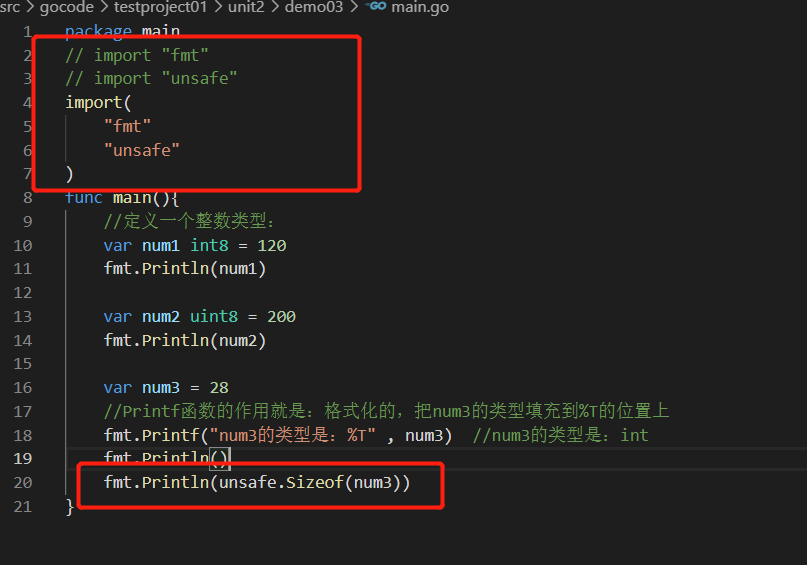 src > gocode > testproject01 > unit2 > demo03 > GO main.go
1 package main
2 // import "fmt"
3 // import "unsafe"
4 import(
5 "fmt"
6 "unsafe"
7 )
8 func main(){
9 //定义一个整数类型：
10 var num1 int8 = 120
11 fmt.Println(num1)
12
13 var num2 uint8 = 200
14 fmt.Println(num2)
15
16 var num3 = 28
17 //Printf函数的作用就是：格式化的，把num3的类型填充到%T的位置上
18 fmt.Printf("num3的类型是：%T" , num3)  //num3的类型是：int
19 fmt.Println()
20 fmt.Println(unsafe.Sizeof(num3))
21 }